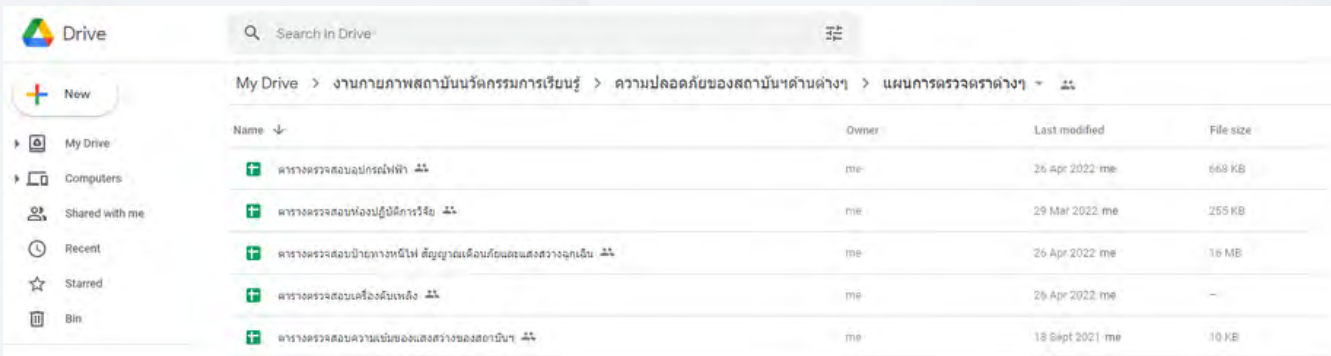 Drive
Search in Drive
New
My Drive > งานกายภาพสถาบันนวัตกรรมการเรียนรู้ > ความปลอดภัยของสถาบันฯด้านต่างๆ > แผนการตรวจตราต่างๆ
Name
Owner
Last modified
File size
My Drive
ตารางตรวจสอบอุปกรณ์ไฟฟ้า
me
26 Apr 2022 me
668 KB
Computers
ตารางตรวจสอบห้องปฏิบัติการวิจัย
me
29 Mar 2022 me
255 KB
Shared with me
ตารางตรวจสอบป้ายทางหนีไฟ สัญญาณเตือนภัยและแสงสว่างฉุกเฉิน
me
26 Apr 2022 me
16 MB
Recent
Starred
ตารางตรวจสอบเครื่องดับเพลิง
me
26 Apr 2022 me
–
Bin
ตารางตรวจสอบความเข้มของแสงสว่างของสถาบันฯ
me
18 Sept 2021 me
10 KB